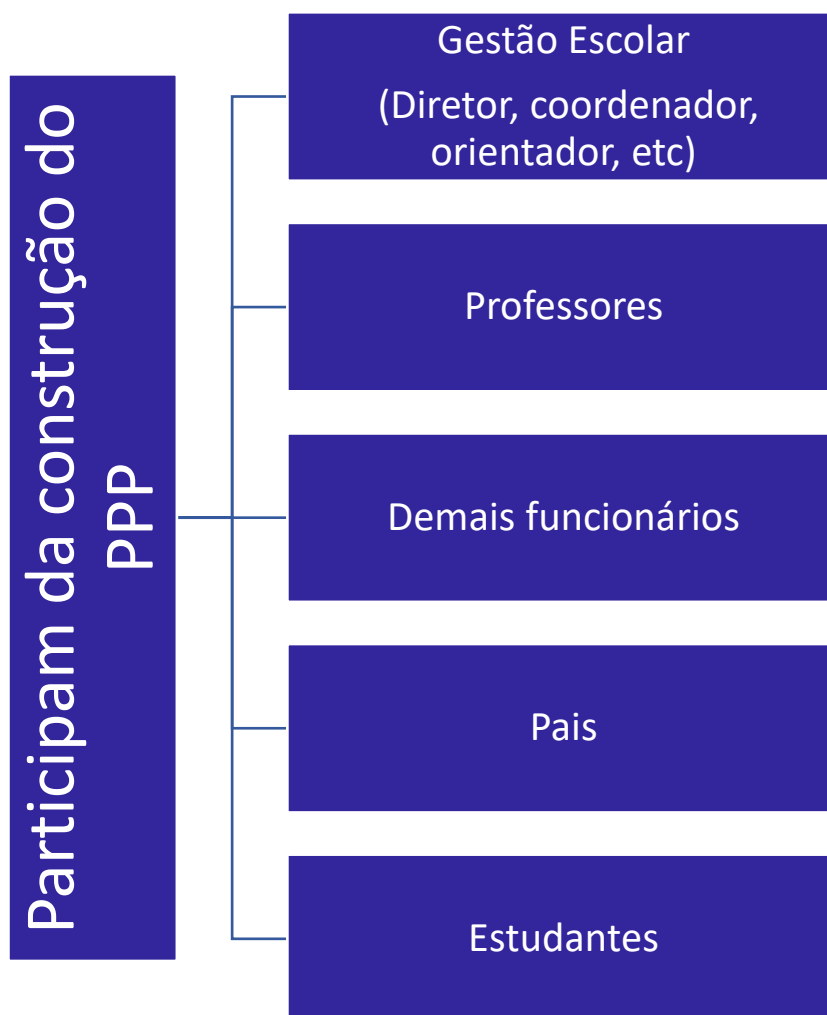 Participam da construção do
PPP
Gestão Escolar
(Diretor, coordenador,
orientador, etc)
Professores
Demais funcionários
Pais
Estudantes